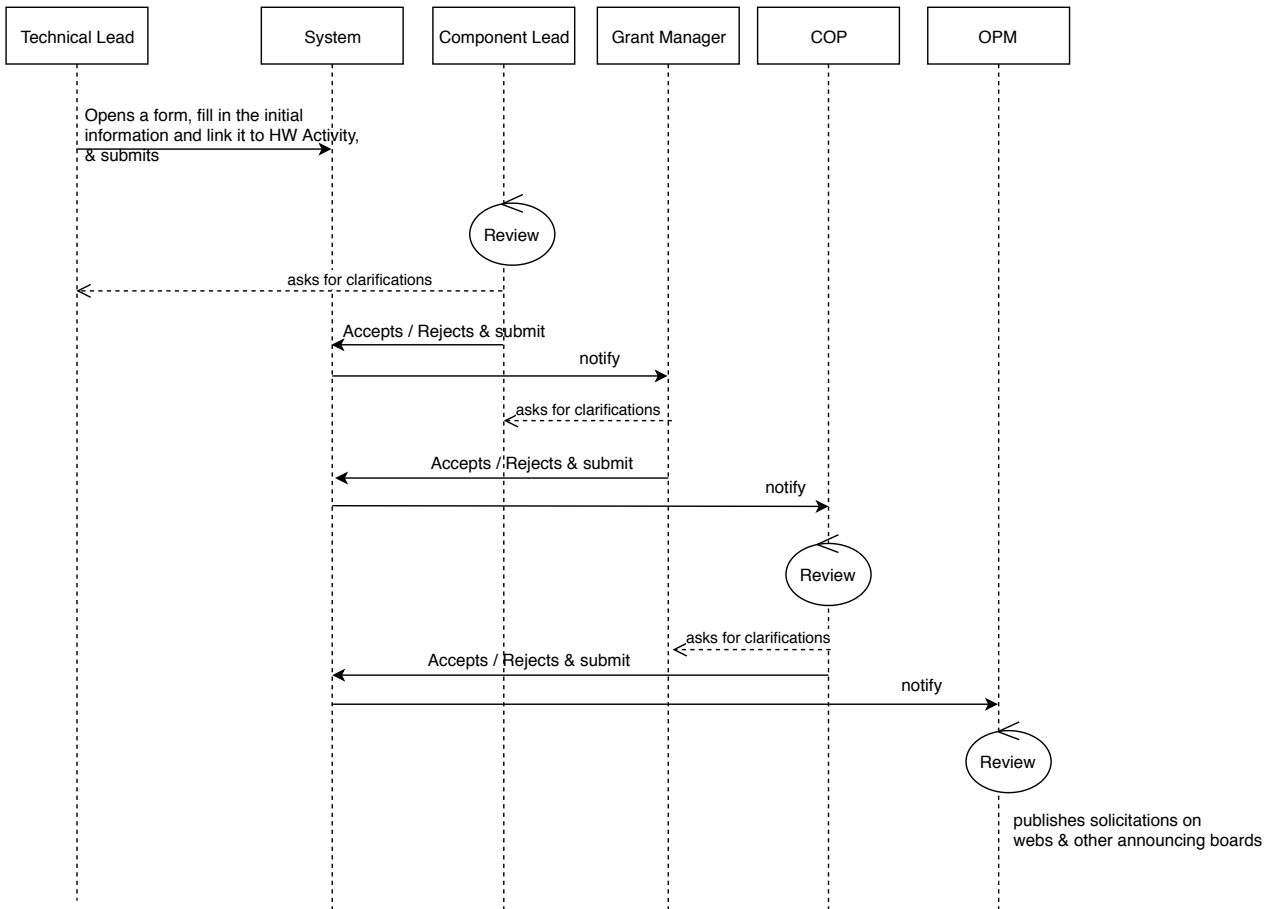 Technical Lead
System
Component Lead
Grant Manager
COP
OPM
Opens a form, fill in the initial
information and link it to HW Activity,
& submits
Review
asks for clarifications
Accepts / Rejects & submit
notify
asks for clarifications
Accepts / Rejects & submit
notify
Review
asks for clarifications
Accepts / Rejects & submit
notify
Review
publishes solicitations on
webs & other announcing boards